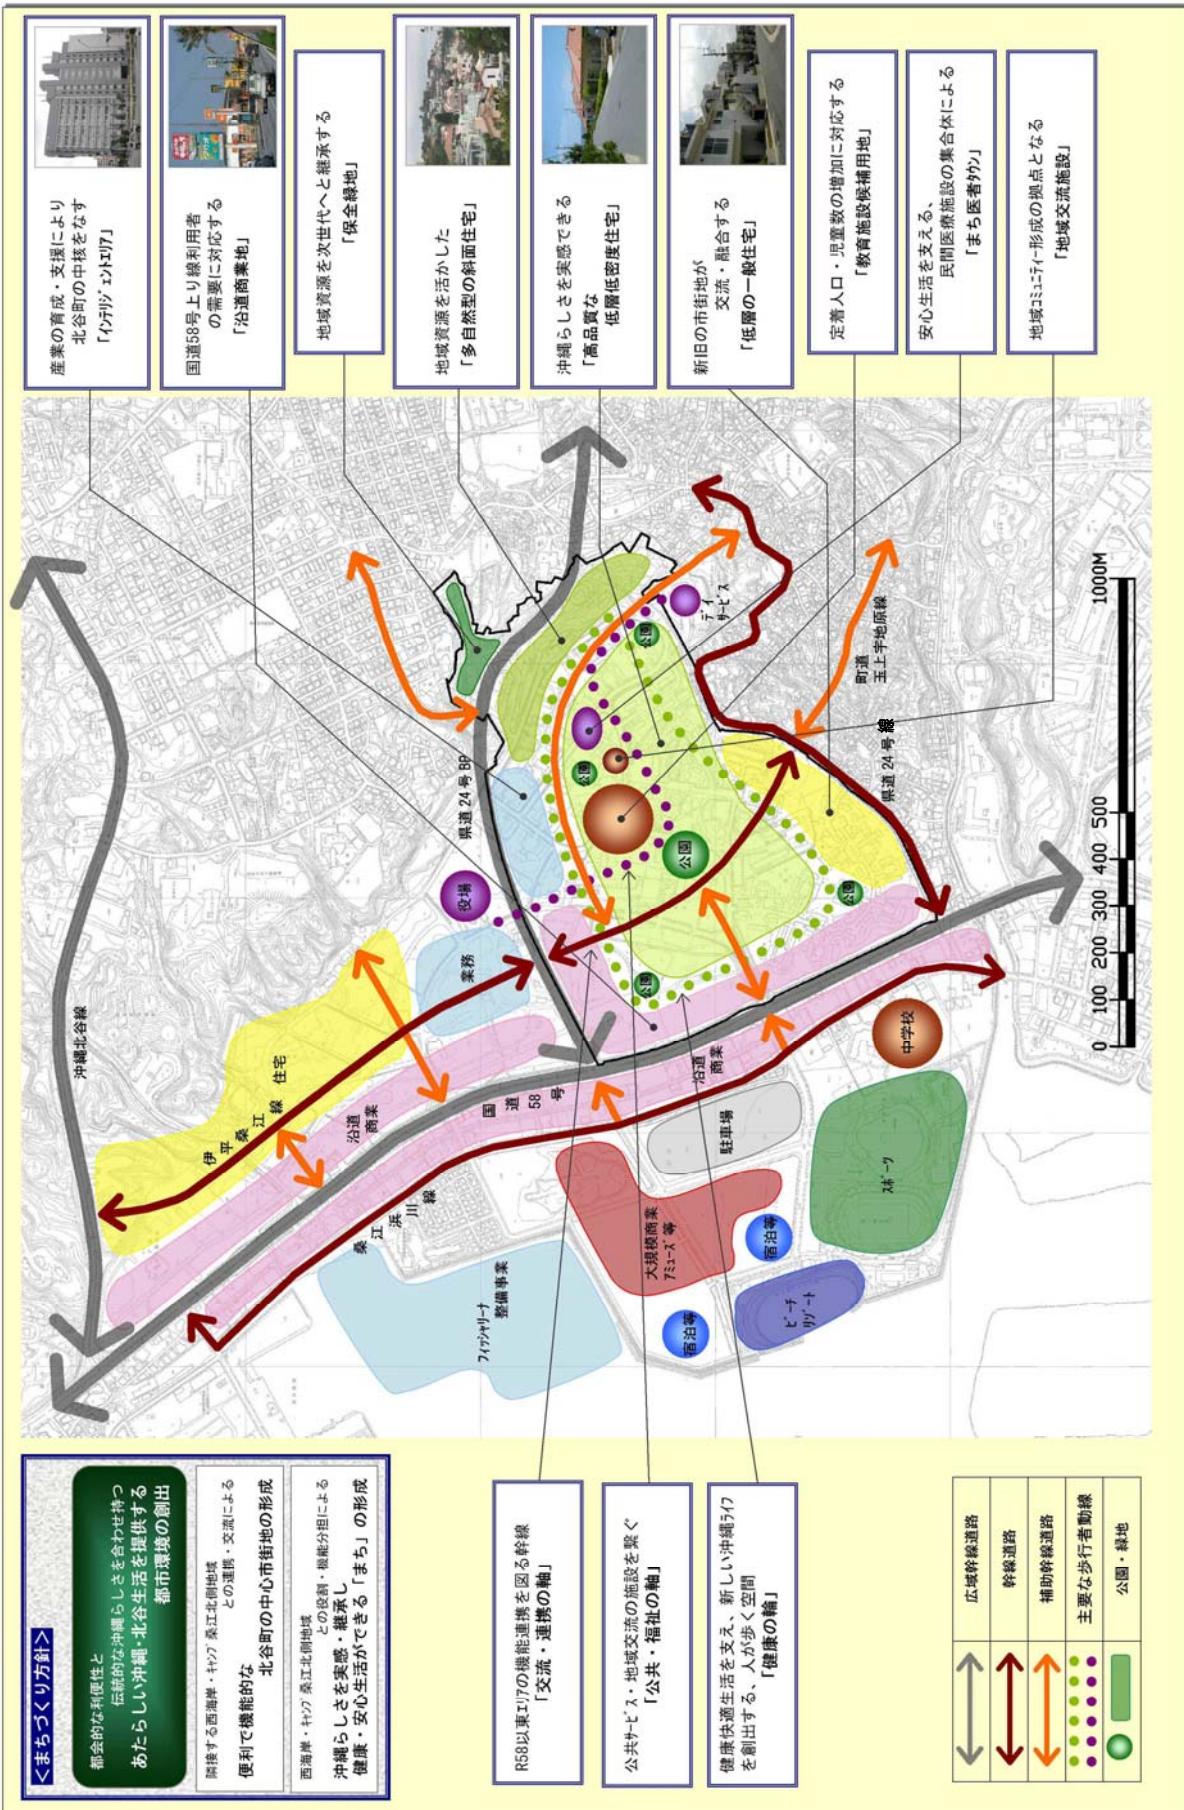 ＜まちづくり方針＞
都会的な利便性と
伝統的な沖縄らしさを合わせ持つ
あたらしい沖縄・北谷生活を提供する
都市環境の創出
隣接する西海岸・ｷｬﾝﾌﾟ桑江北側地域
との連携・交流による
便利で機能的な
北谷町の中心市街地の形成
西海岸・ｷｬﾝﾌﾟ桑江北側地域
との役割・機能分担による
沖縄らしさを実感・継承し
健康・安心生活ができる「まち」の形成
産業の育成・支援により
北谷町の中核をなす
「ｲﾝﾃﾘｼﾞｪﾝﾄｴﾘｱ」
国道58号上り線利用者
の需要に対応する
「沿道商業地」
地域資源を次世代へと継承する
「保全緑地」
地域資源を活かした
「多自然型の斜面住宅」
沖縄らしさを実感できる
「高品質な
低層低密度住宅」
新旧の市街地が
交流・融合する
「低層の一般住宅」
定着人口・児童数の増加に対応する
「教育施設候補用地」
安心生活を支える、
民間医療施設の集合体による
「まち医者ﾀｳﾝ」
地域ｺﾐｭﾆﾃｨｰ形成の拠点となる
「地域交流施設」
沖縄北谷線
伊平桑江線
住宅
沿道
商業
業務
役場
県道24号BP
国道58号
桑江浜川線
ﾌｨｯｼｬﾘｰﾅ
整備事業
大規模商業
ｱﾐｭｰｽﾞ等
駐車場
沿道
商業
宿泊等
宿泊等
ﾋﾞｰﾁ
ﾘｿﾞｰﾄ
ｽﾎﾟｰﾂ
中学校
公園
公園
公園
公園
公園
ﾃﾞｲ
ｻｰﾋﾞｽ
町道
玉上宇地原線
県道24号線
0 100 200 300 400 500 1000M
R58以東ｴﾘｱの機能連携を図る幹線
「交流・連携の軸」
公共ｻｰﾋﾞｽ・地域交流の施設を繋ぐ
「公共・福祉の軸」
健康快適生活を支え、新しい沖縄ﾗｲﾌ
を創出する、人が歩く空間
「健康の輪」
広域幹線道路
幹線道路
補助幹線道路
主要な歩行者動線
公園・緑地